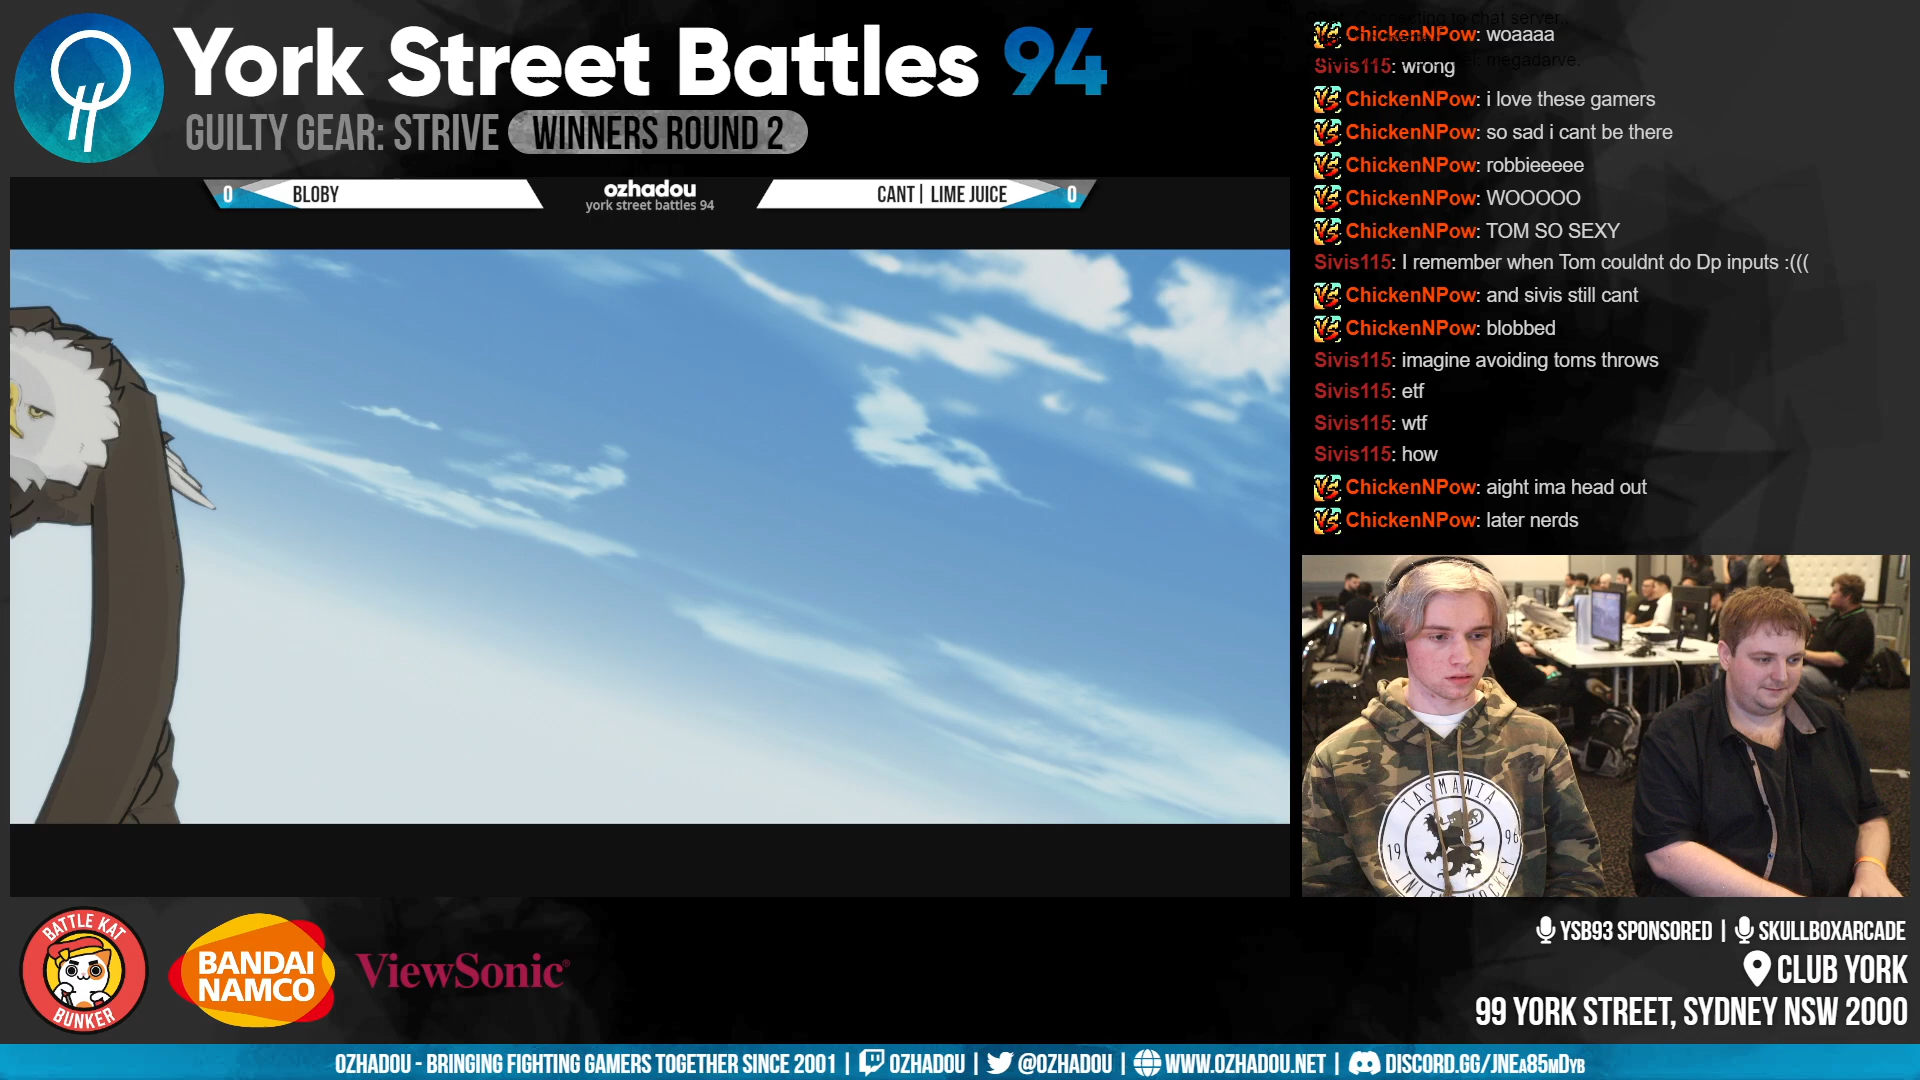 York Street Battles 94
GUILTY GEAR: STRIVE WINNERS ROUND 2
0 BLOBY
ozhadou
york street battles 94
CANT | LIME JUICE 0
ChickenNPow: woaaaa
Sivis115: wrong
ChickenNPow: i love these gamers
ChickenNPow: so sad i cant be there
ChickenNPow: robbieeeee
ChickenNPow: WOOOOO
ChickenNPow: TOM SO SEXY
Sivis115: I remember when Tom couldnt do Dp inputs :(((
ChickenNPow: and sivis still cant
ChickenNPow: blobbed
Sivis115: imagine avoiding toms throws
Sivis115: etf
Sivis115: wtf
Sivis115: how
ChickenNPow: aight ima head out
ChickenNPow: later nerds
TASMANIA
19 96
BATTLE KAT
BUNKER
BANDAI
NAMCO
ViewSonic
YSB93 SPONSORED | SKULLBOXARCADE
CLUB YORK
99 YORK STREET, SYDNEY NSW 2000
OZHADOU - BRINGING FIGHTING GAMERS TOGETHER SINCE 2001 | OZHADOU | @OZHADOU | WWW.OZHADOU.NET | DISCORD.GG/JNEA85MDYB